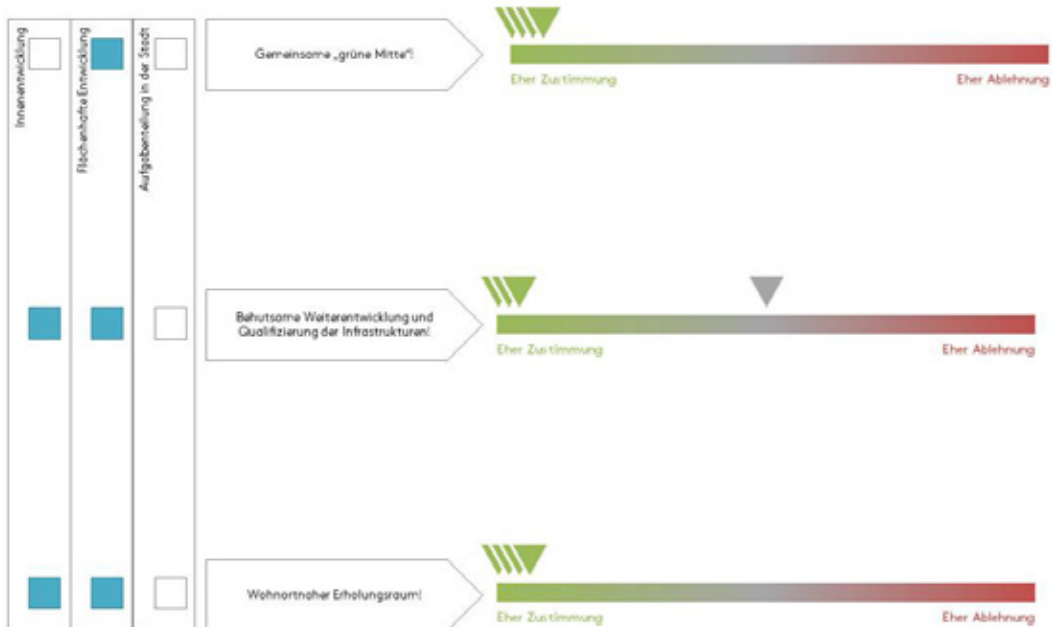 Innenentwicklung
Flächenhafte Entwicklung
Aufgabenteilung in der Stadt
Gemeinsame „grüne Mitte“!
Eher Zustimmung
Eher Ablehnung
Behutsame Weiterentwicklung und
Qualifizierung der Infrastrukturen!
Eher Zustimmung
Eher Ablehnung
Wohnortnaher Erholungsraum!
Eher Zustimmung
Eher Ablehnung